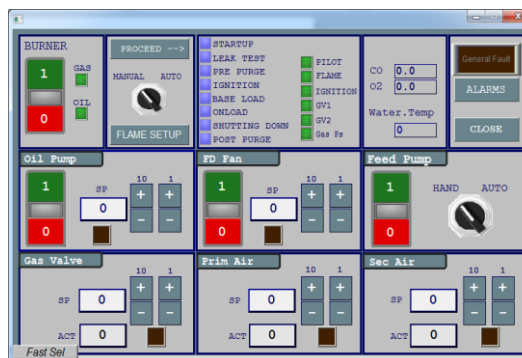 BURNER
GAS
1
OIL
0
PROCEED -->
MANUAL AUTO
FLAME SETUP
STARTUP
LEAK TEST
PRE PURGE
IGNITION
BASE LOAD
ONLOAD
SHUTTING DOWN
POST PURGE
PILOT
FLAME
IGNITION
GV1
GV2
Gas Ps
CO 0.0
O2 0.0
Water.Temp
0
General Fault
ALARMS
CLOSE
Oil Pump
1
0
SP
0
10 1
+ +
− −
FD Fan
1
0
SP
0
10 1
+ +
− −
Feed Pump
1
0
HAND AUTO
Gas Valve
10 1
SP 0 + +
− −
ACT 0
Prim Air
10 1
SP 0 + +
− −
ACT 0
Sec Air
10 1
SP 0 + +
− −
ACT 0
Fast Sel